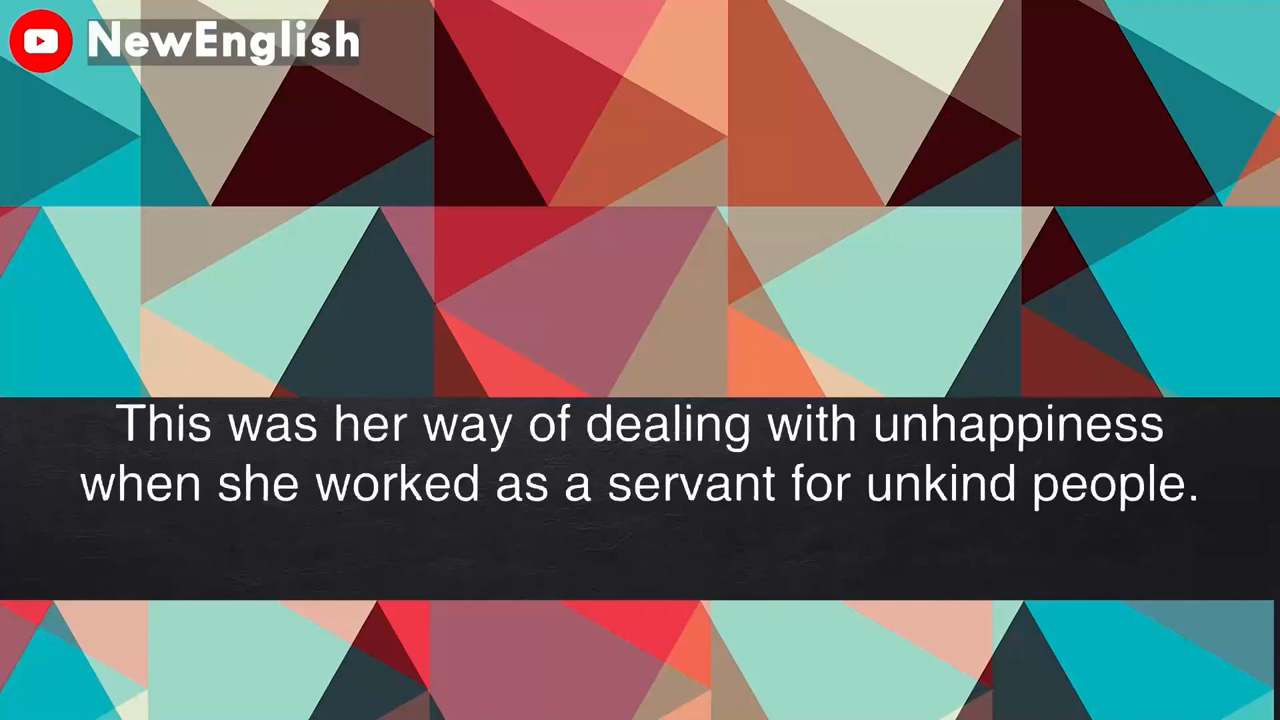 NewEnglish
This was her way of dealing with unhappiness
when she worked as a servant for unkind people.